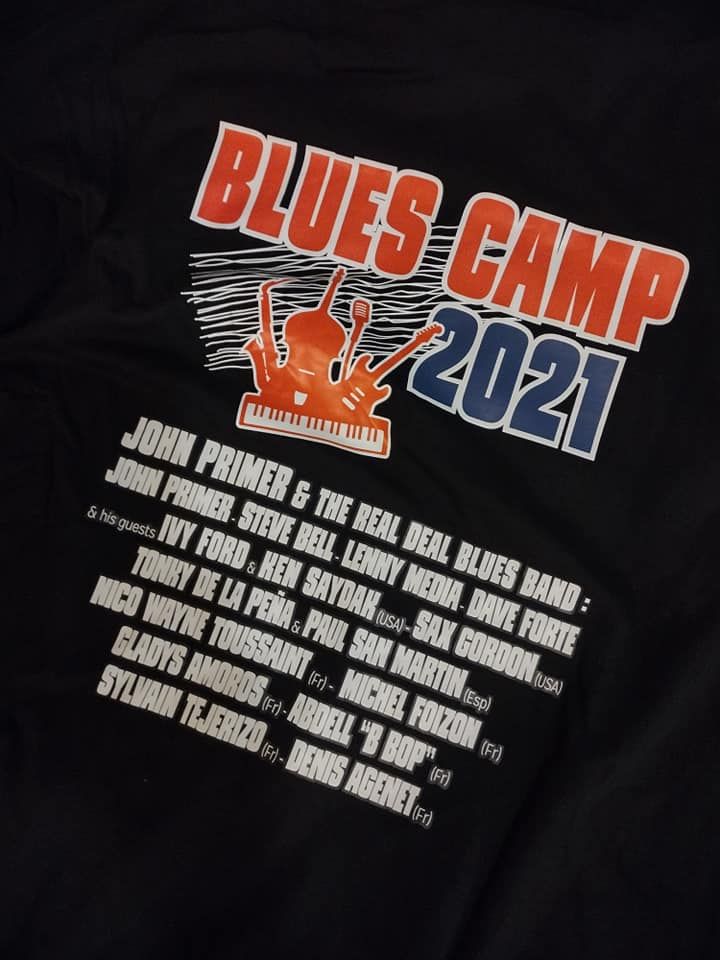 BLUES CAMP
2021
JOHN PRIMER & THE REAL DEAL BLUES BAND :
JOHN PRIMER - STEVE BELL - LENNY MEDIA - DAVE FORTE
& his guests IVY FORD & KEN SAYDAK (USA) - SAX GORDON (USA)
TONKY DE LA PEÑA & PAUL SAN MARTIN (Esp)
NICO WAYNE TOUSSAINT (Fr) - MICHEL FOIZON (Fr)
GLADYS AMOROS (Fr) - ABDELL "B BOP" (Fr)
SYLVAIN TEJERIZO (Fr) - DENIS AGENET (Fr)